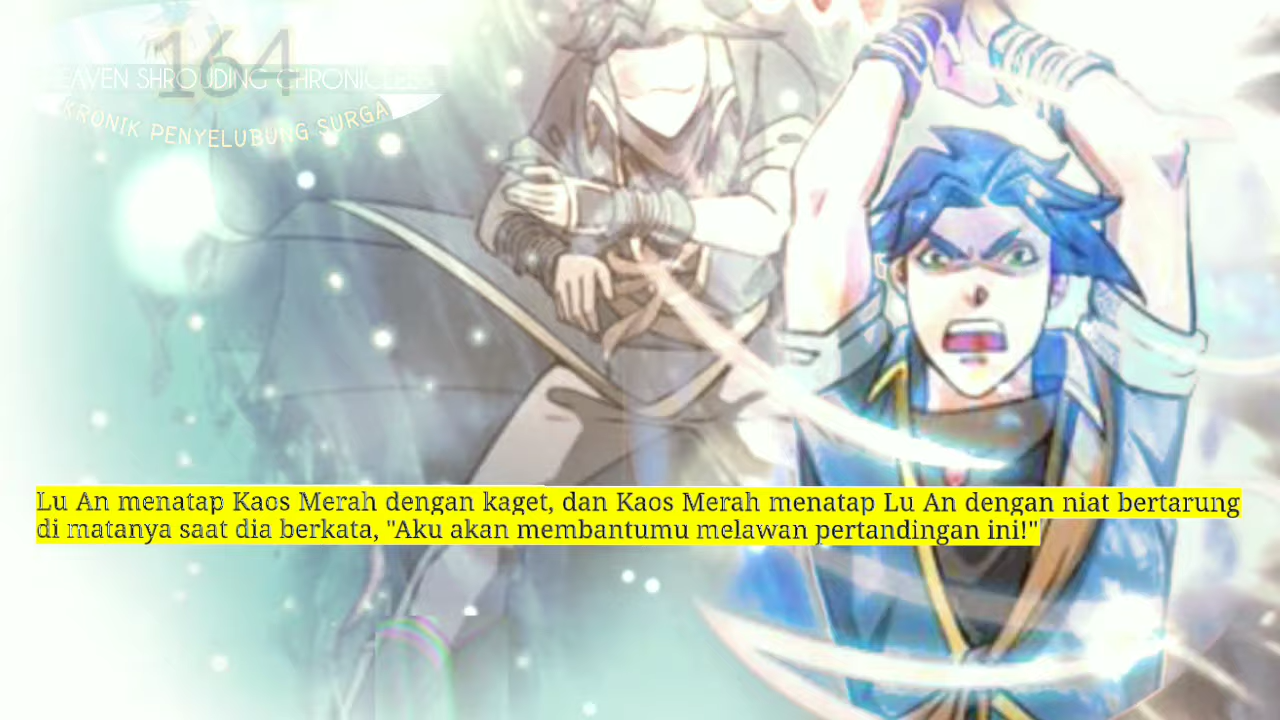 164
HEAVEN SHROUDING CHRONICLES
KRONIK PENYELUBUNG SURGA
Lu An menatap Kaos Merah dengan kaget, dan Kaos Merah menatap Lu An dengan niat bertarung
di matanya saat dia berkata, "Aku akan membantumu melawan pertandingan ini!"